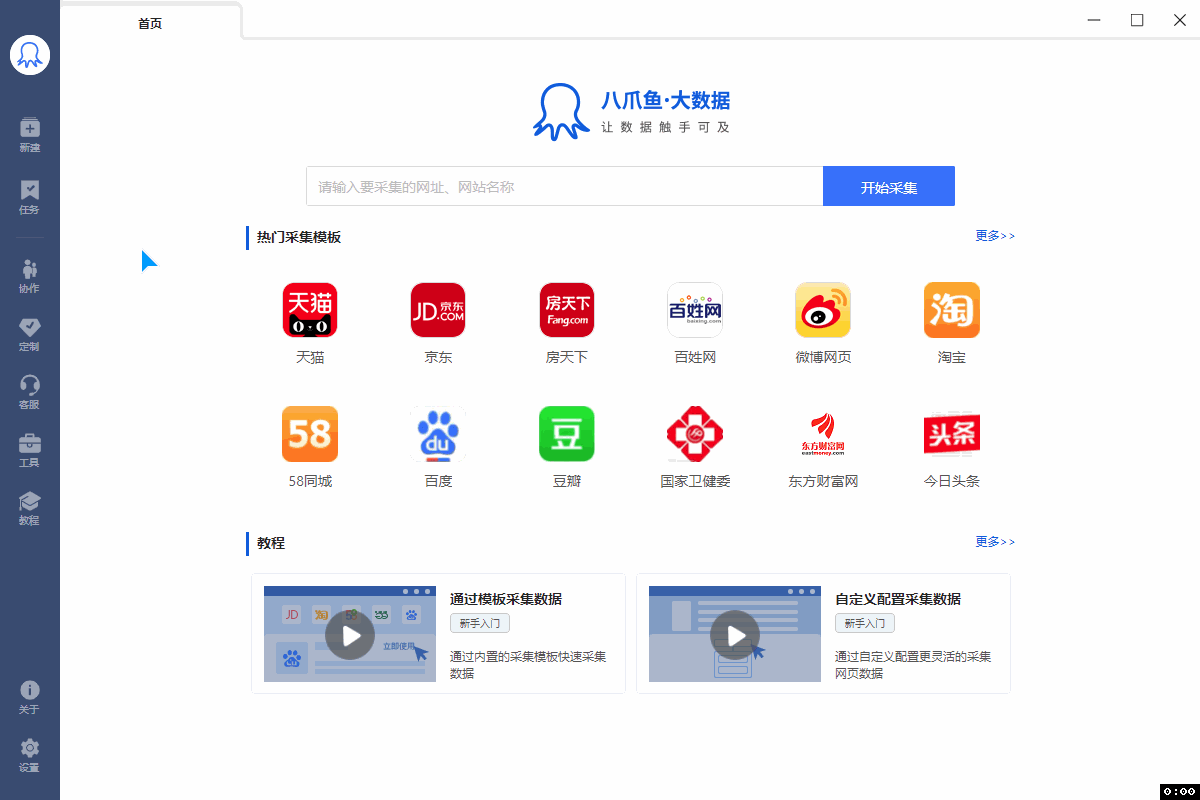 首页
新建
任务
协作
定制
客服
工具
教程
关于
设置
八爪鱼·大数据
让数据触手可及
请输入要采集的网址、网站名称
开始采集
热门采集模板
更多>>
天猫
JD.京东
.COM
房天下
Fang.com
百姓网
baixing.com
淘
天猫
京东
房天下
百姓网
微博网页
淘宝
58
du
豆
东方财富网
eastmoney.com
头条
58同城
百度
豆瓣
国家卫健委
东方财富网
今日头条
教程
更多>>
JD
淘
58
立即使用
通过模板采集数据
新手入门
通过内置的采集模板快速采集
数据
自定义配置采集数据
新手入门
通过自定义配置更灵活的采集
网页数据
0:00